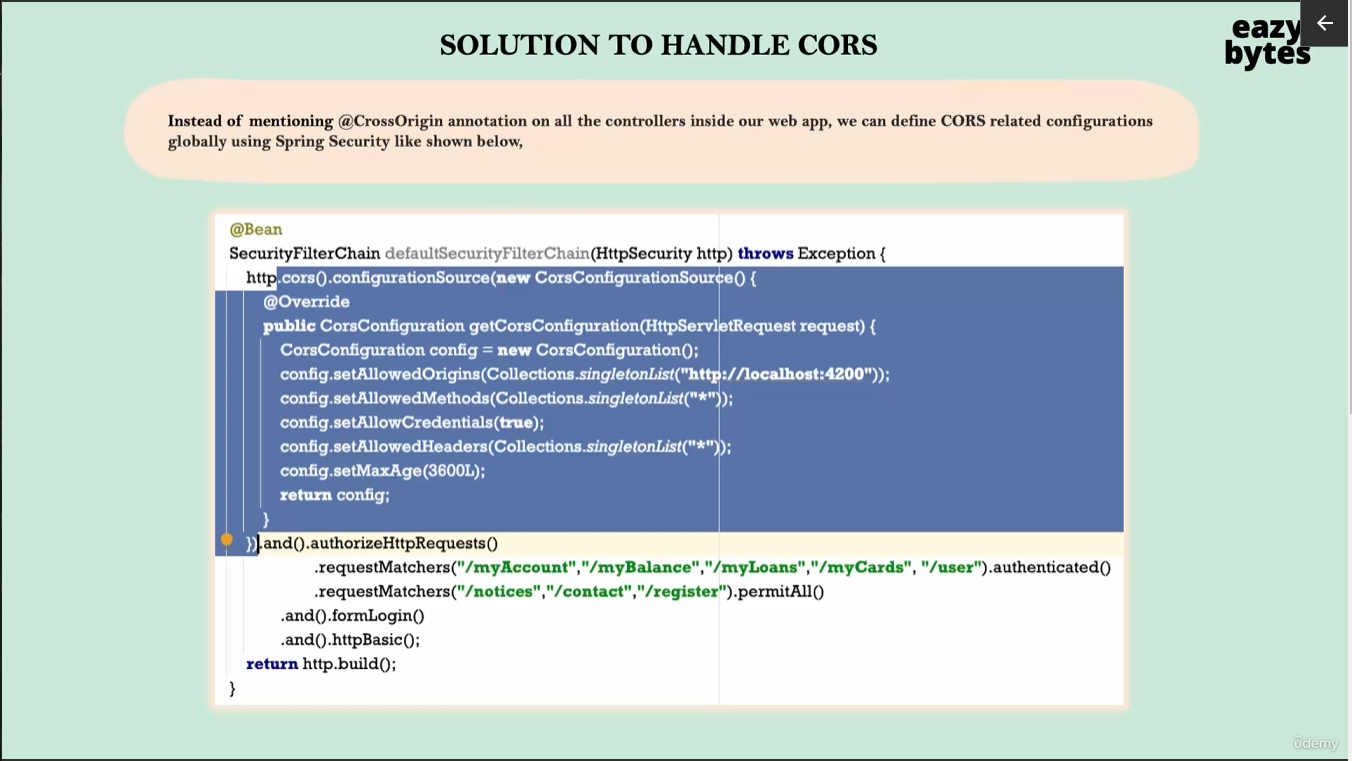 SOLUTION TO HANDLE CORS
eazy
bytes
Instead of mentioning @CrossOrigin annotation on all the controllers inside our web app, we can define CORS related configurations
globally using Spring Security like shown below,
@Bean
SecurityFilterChain defaultSecurityFilterChain(HttpSecurity http) throws Exception {
http.cors().configurationSource(new CorsConfigurationSource() {
@Override
public CorsConfiguration getCorsConfiguration(HttpServletRequest request) {
CorsConfiguration config = new CorsConfiguration();
config.setAllowedOrigins(Collections.singletonList("http://localhost:4200"));
config.setAllowedMethods(Collections.singletonList("*"));
config.setAllowCredentials(true);
config.setAllowedHeaders(Collections.singletonList("*"));
config.setMaxAge(3600L);
return config;
}
}).and().authorizeHttpRequests()
.requestMatchers("/myAccount","/myBalance","/myLoans","/myCards", "/user").authenticated()
.requestMatchers("/notices","/contact","/register").permitAll()
.and().formLogin()
.and().httpBasic();
return http.build();
}
ûdemy